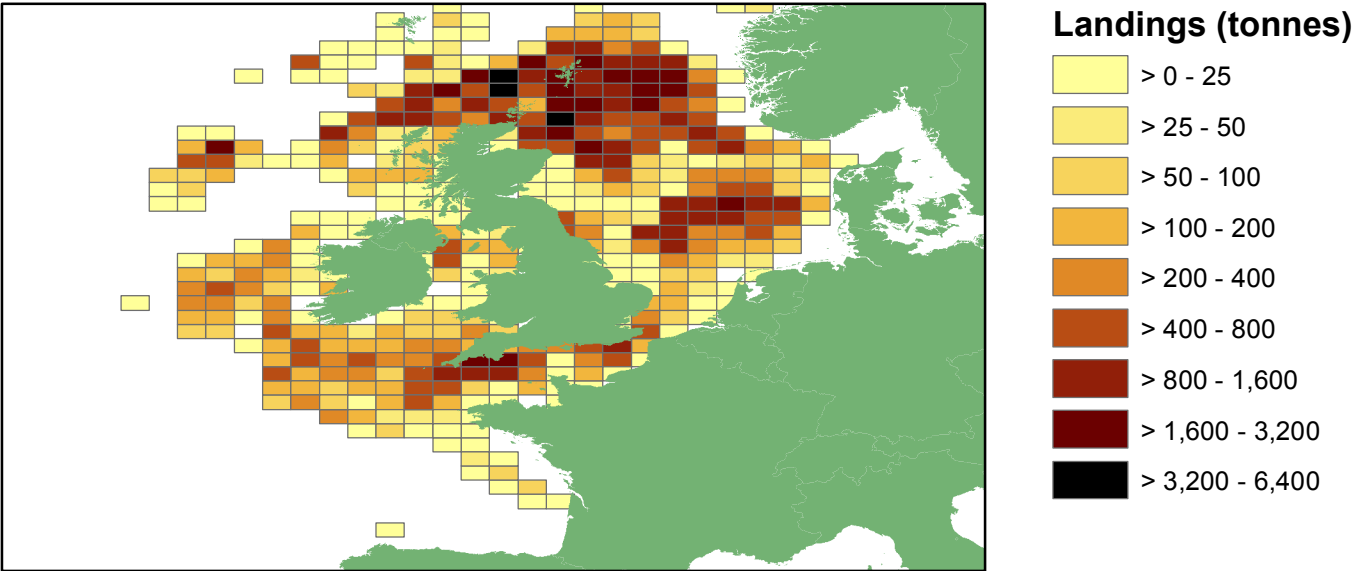 Landings (tonnes)
> 0 - 25
> 25 - 50
> 50 - 100
> 100 - 200
> 200 - 400
> 400 - 800
> 800 - 1,600
> 1,600 - 3,200
> 3,200 - 6,400